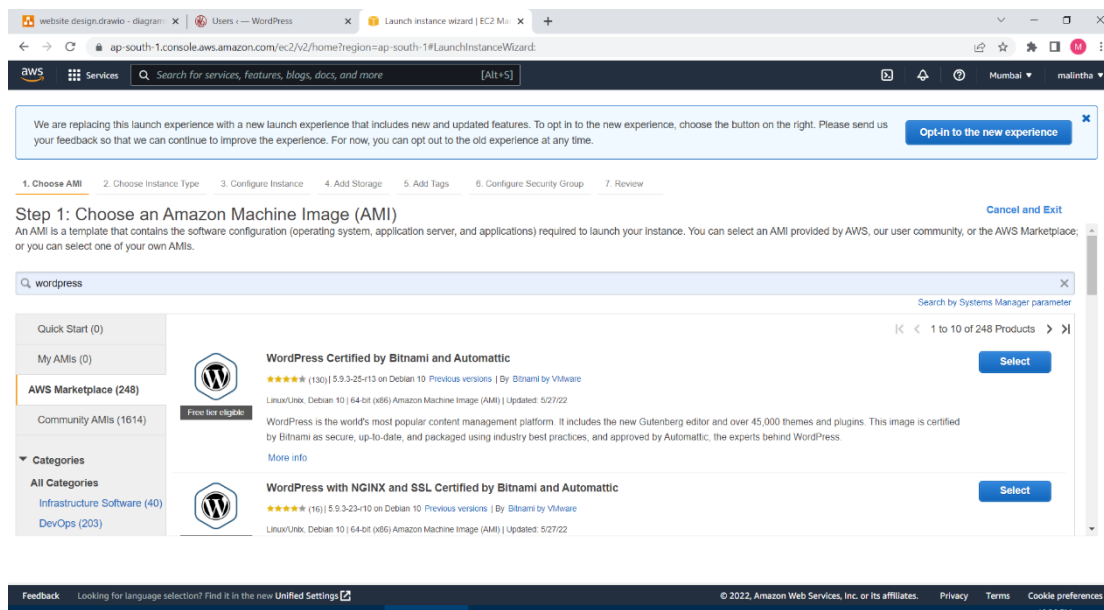 website design.drawio - diagram
Users ‹ — WordPress
Launch instance wizard | EC2 Ma
ap-south-1.console.aws.amazon.com/ec2/v2/home?region=ap-south-1#LaunchInstanceWizard:
M
aws
Services
Search for services, features, blogs, docs, and more
[Alt+S]
Mumbai
malintha
We are replacing this launch experience with a new launch experience that includes new and updated features. To opt in to the new experience, choose the button on the right. Please send us
your feedback so that we can continue to improve the experience. For now, you can opt out to the old experience at any time.
Opt-in to the new experience
1. Choose AMI 2. Choose Instance Type 3. Configure Instance 4. Add Storage 5. Add Tags 6. Configure Security Group 7. Review
Step 1: Choose an Amazon Machine Image (AMI)
Cancel and Exit
An AMI is a template that contains the software configuration (operating system, application server, and applications) required to launch your instance. You can select an AMI provided by AWS, our user community, or the AWS Marketplace;
or you can select one of your own AMIs.
wordpress
Search by Systems Manager parameter
Quick Start (0)
My AMIs (0)
AWS Marketplace (248)
Community AMIs (1614)
Categories
All Categories
Infrastructure Software (40)
DevOps (203)
1 to 10 of 248 Products
WordPress Certified by Bitnami and Automattic
Select
(130) | 5.9.3-25-r13 on Debian 10 Previous versions | By Bitnami by VMware
Linux/Unix, Debian 10 | 64-bit (x86) Amazon Machine Image (AMI) | Updated: 5/27/22
Free tier eligible
WordPress is the world's most popular content management platform. It includes the new Gutenberg editor and over 45,000 themes and plugins. This image is certified
by Bitnami as secure, up-to-date, and packaged using industry best practices, and approved by Automattic, the experts behind WordPress.
More info
WordPress with NGINX and SSL Certified by Bitnami and Automattic
Select
(16) | 5.9.3-23-r10 on Debian 10 Previous versions | By Bitnami by VMware
Linux/Unix, Debian 10 | 64-bit (x86) Amazon Machine Image (AMI) | Updated: 5/27/22
Feedback Looking for language selection? Find it in the new Unified Settings
© 2022, Amazon Web Services, Inc. or its affiliates. Privacy Terms Cookie preferences